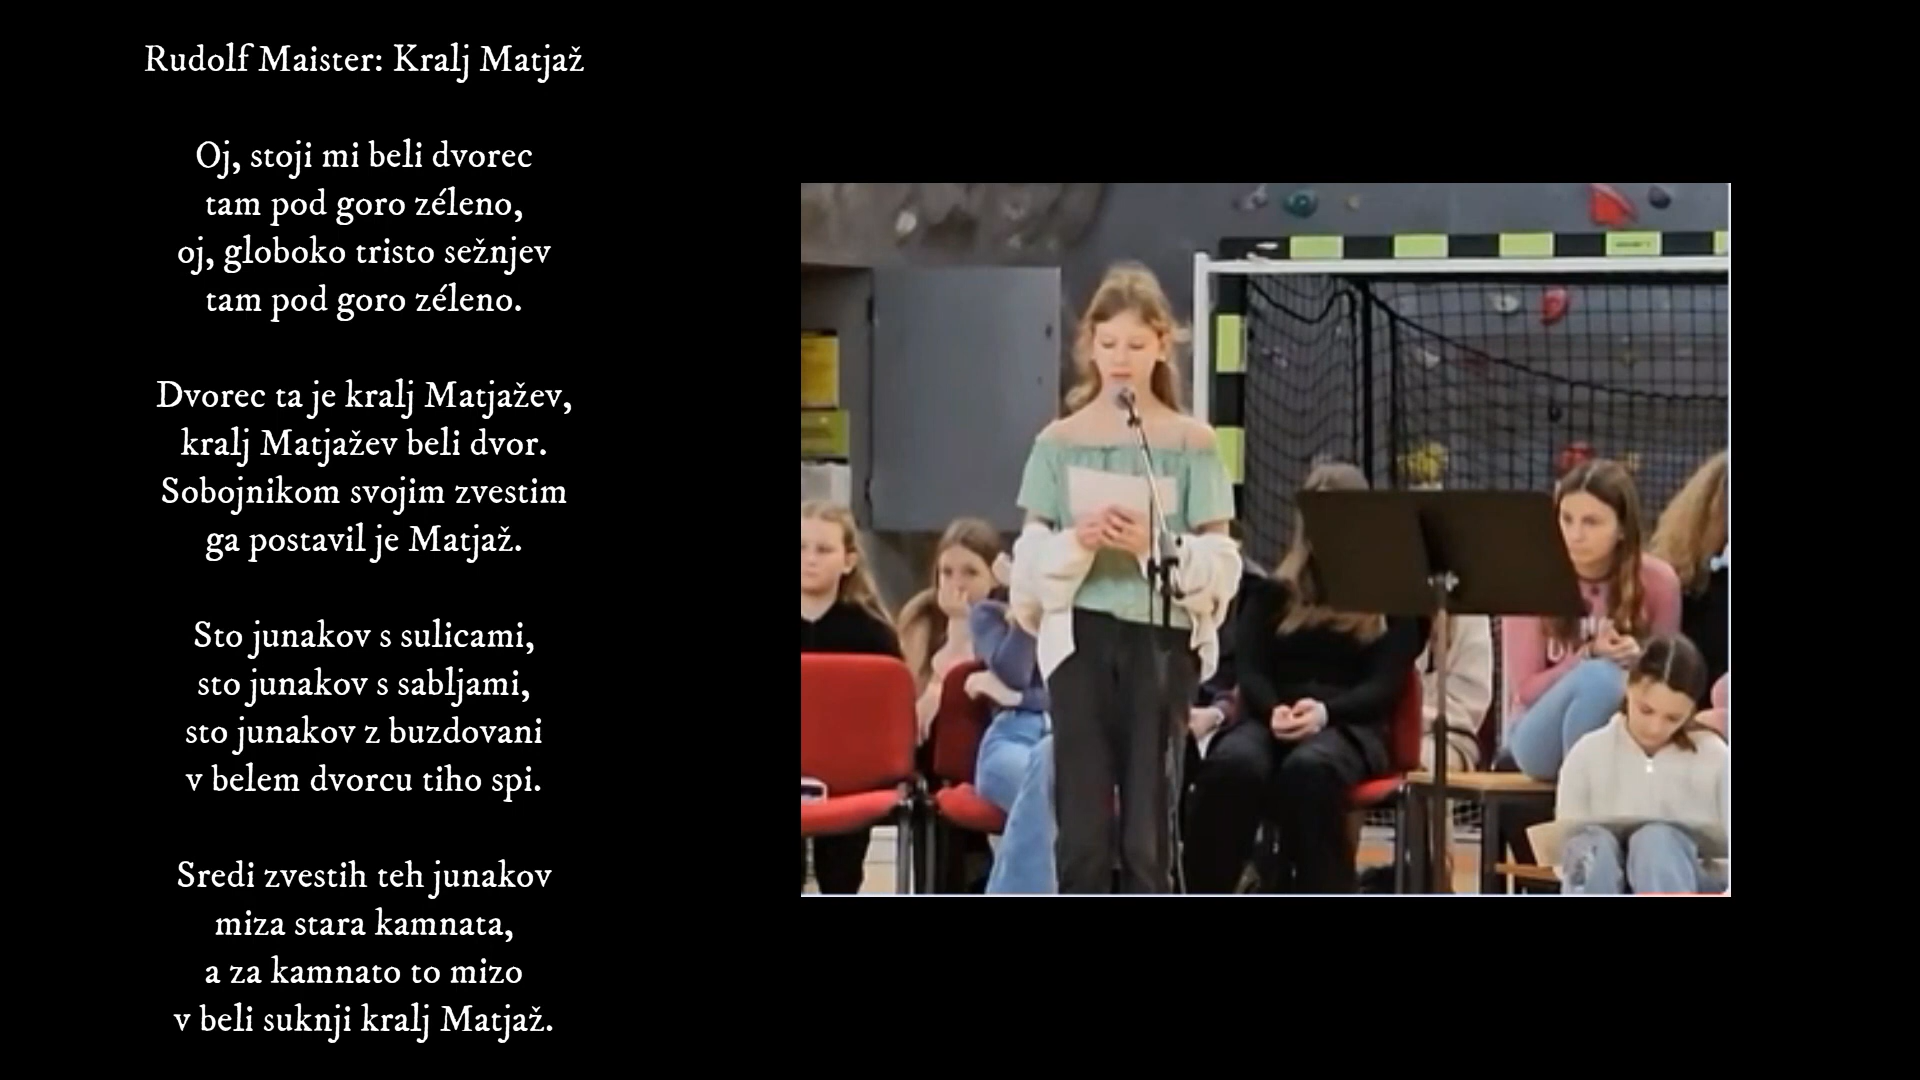 Rudolf Maister: Kralj Matjaž
Oj, stoji mi beli dvorec
tam pod goro zéleno,
oj, globoko tristo sežnjev
tam pod goro zéleno.
Dvorec ta je kralj Matjažev,
kralj Matjažev beli dvor.
Sobojnikom svojim zvestim
ga postavil je Matjaž.
Sto junakov s sulicami,
sto junakov s sabljami,
sto junakov z buzdovani
v belem dvorcu tiho spi.
Sredi zvestih teh junakov
miza stara kamnata,
a za kamnato to mizo
v beli suknji kralj Matjaž.